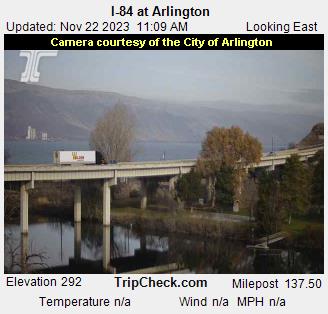 I-84 at Arlington
Updated: Nov 22 2023 11:09 AM Looking East
Camera courtesy of the City of Arlington
Elevation 292 TripCheck.com Milepost 137.50
Temperature n/a Wind n/a MPH n/a